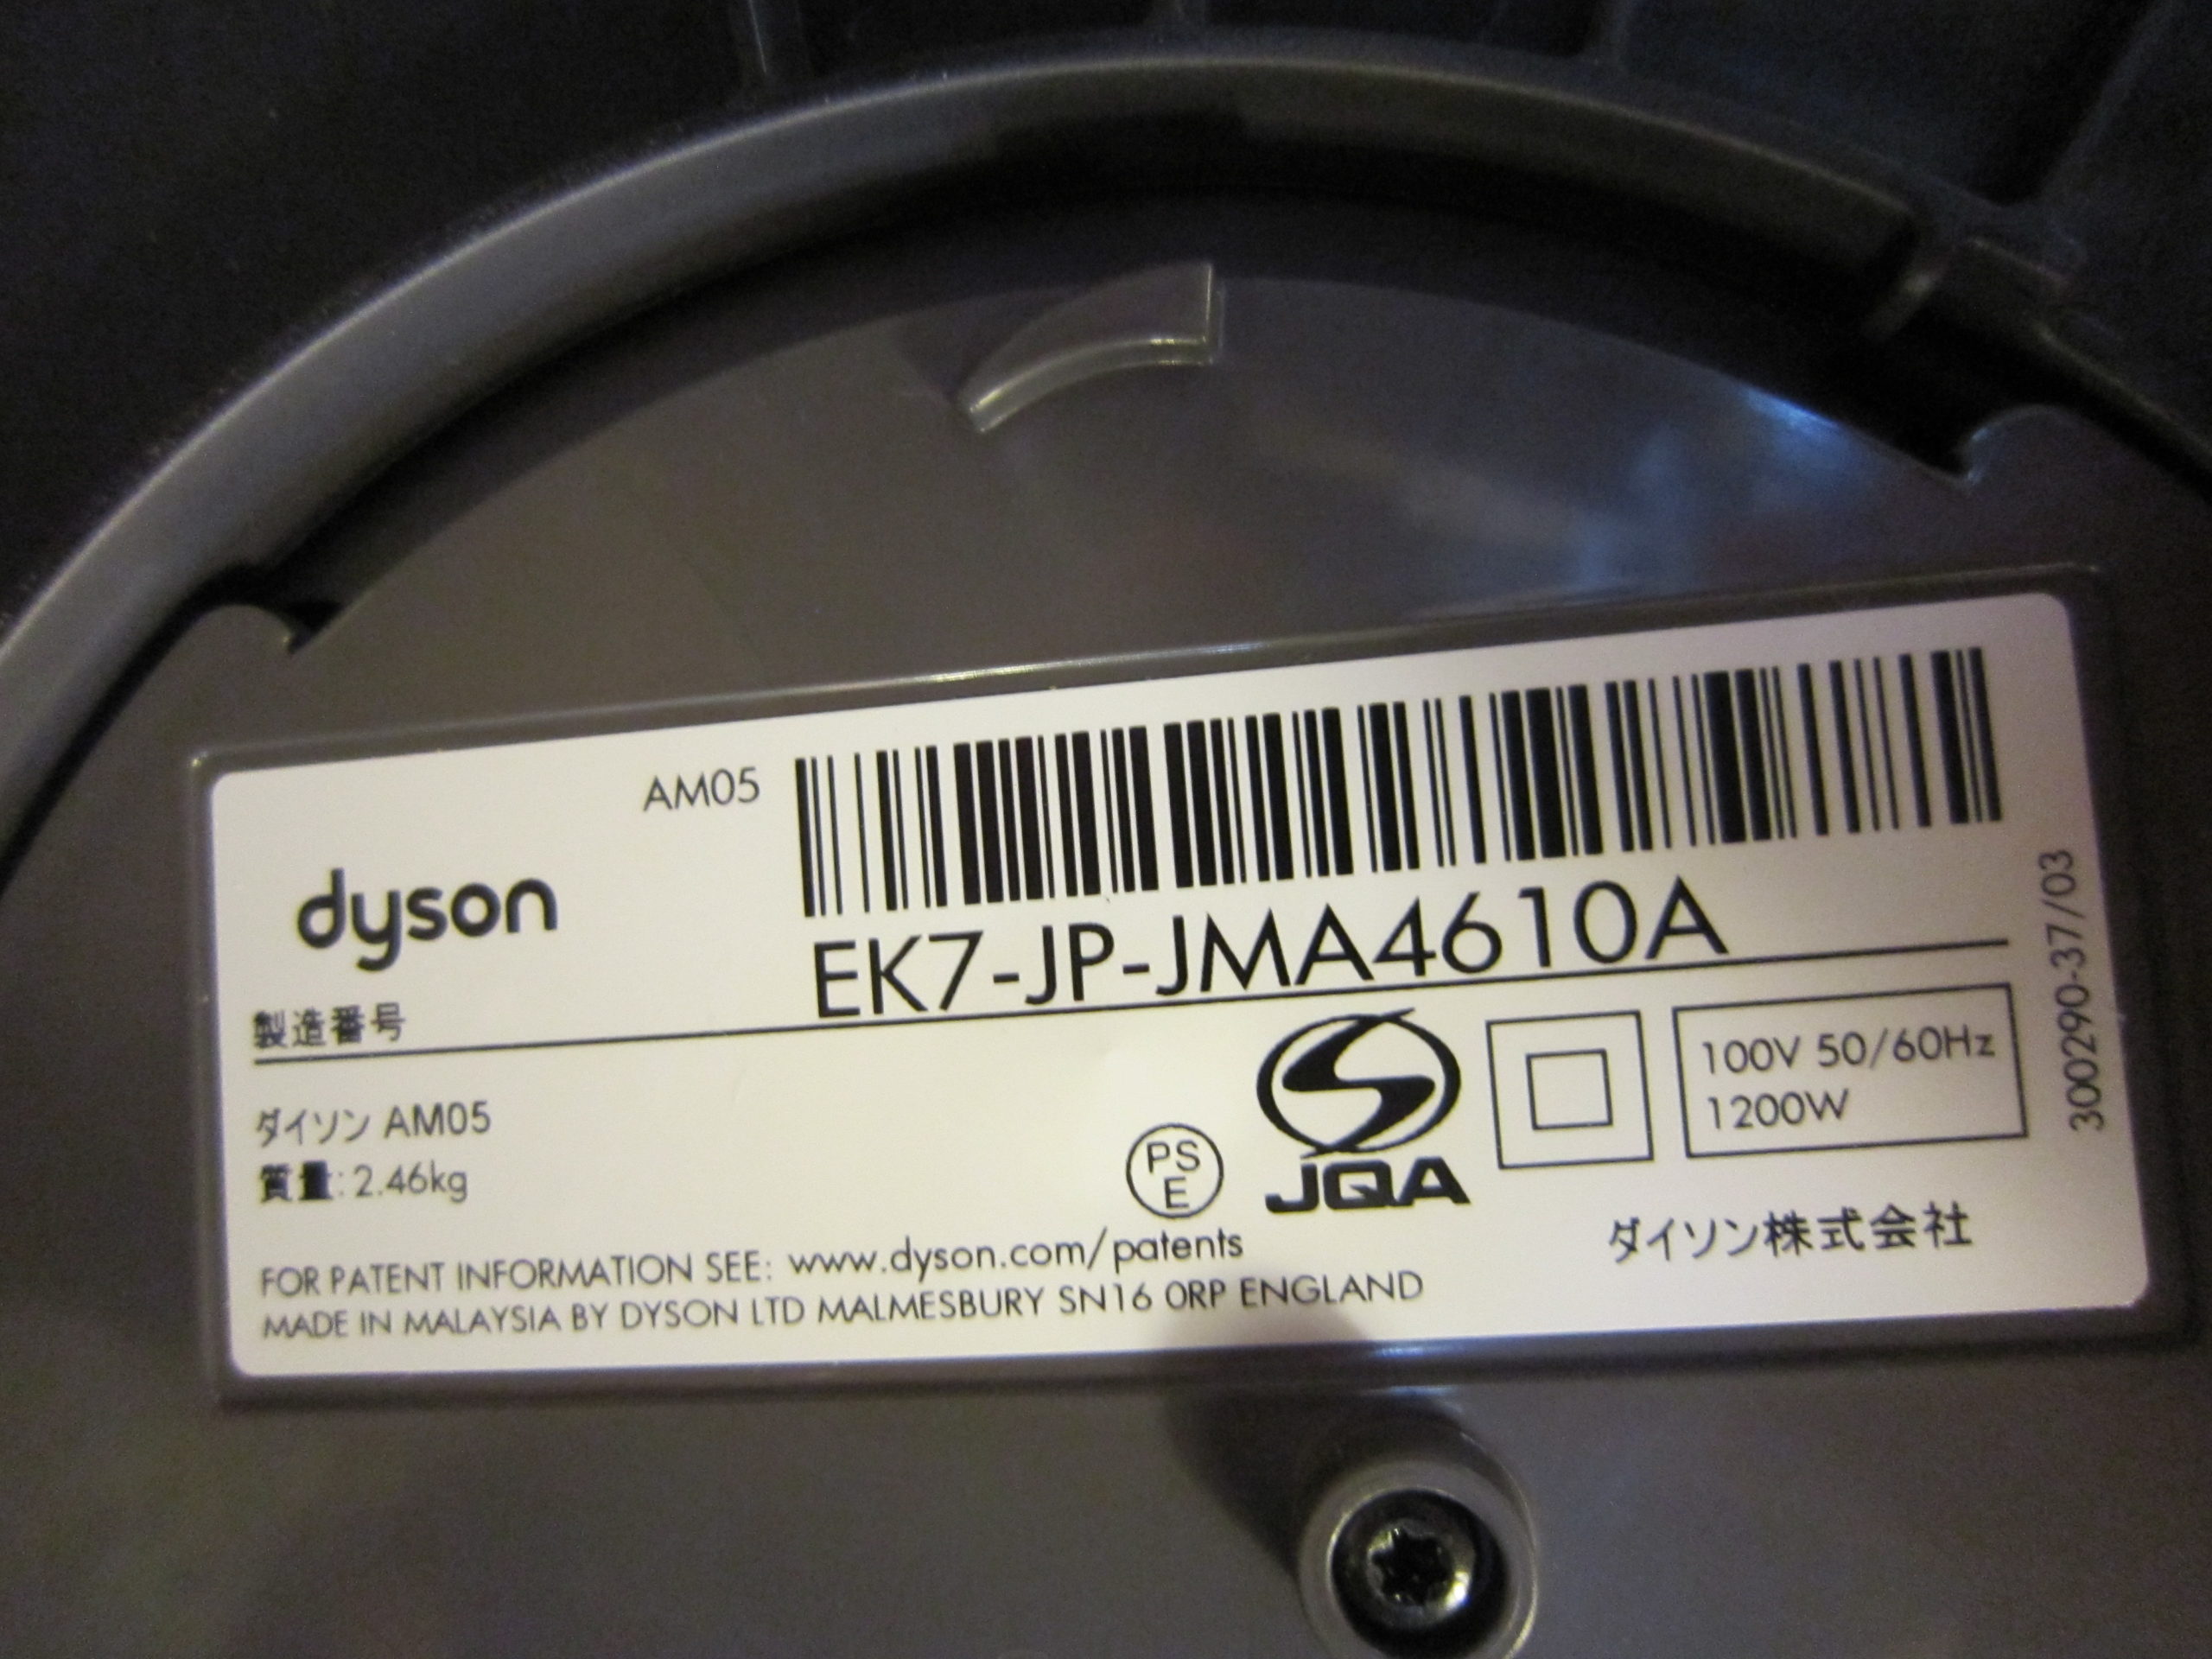 AM05
dyson
EK7-JP-JMA4610A
製造番号
ダイソン AM05
質量:2.46kg
PS
E
JQA
100V 50/60Hz
1200W
300290-37/03
ダイソン株式会社
FOR PATENT INFORMATION SEE: www.dyson.com/patents
MADE IN MALAYSIA BY DYSON LTD MALMESBURY SN16 0RP ENGLAND